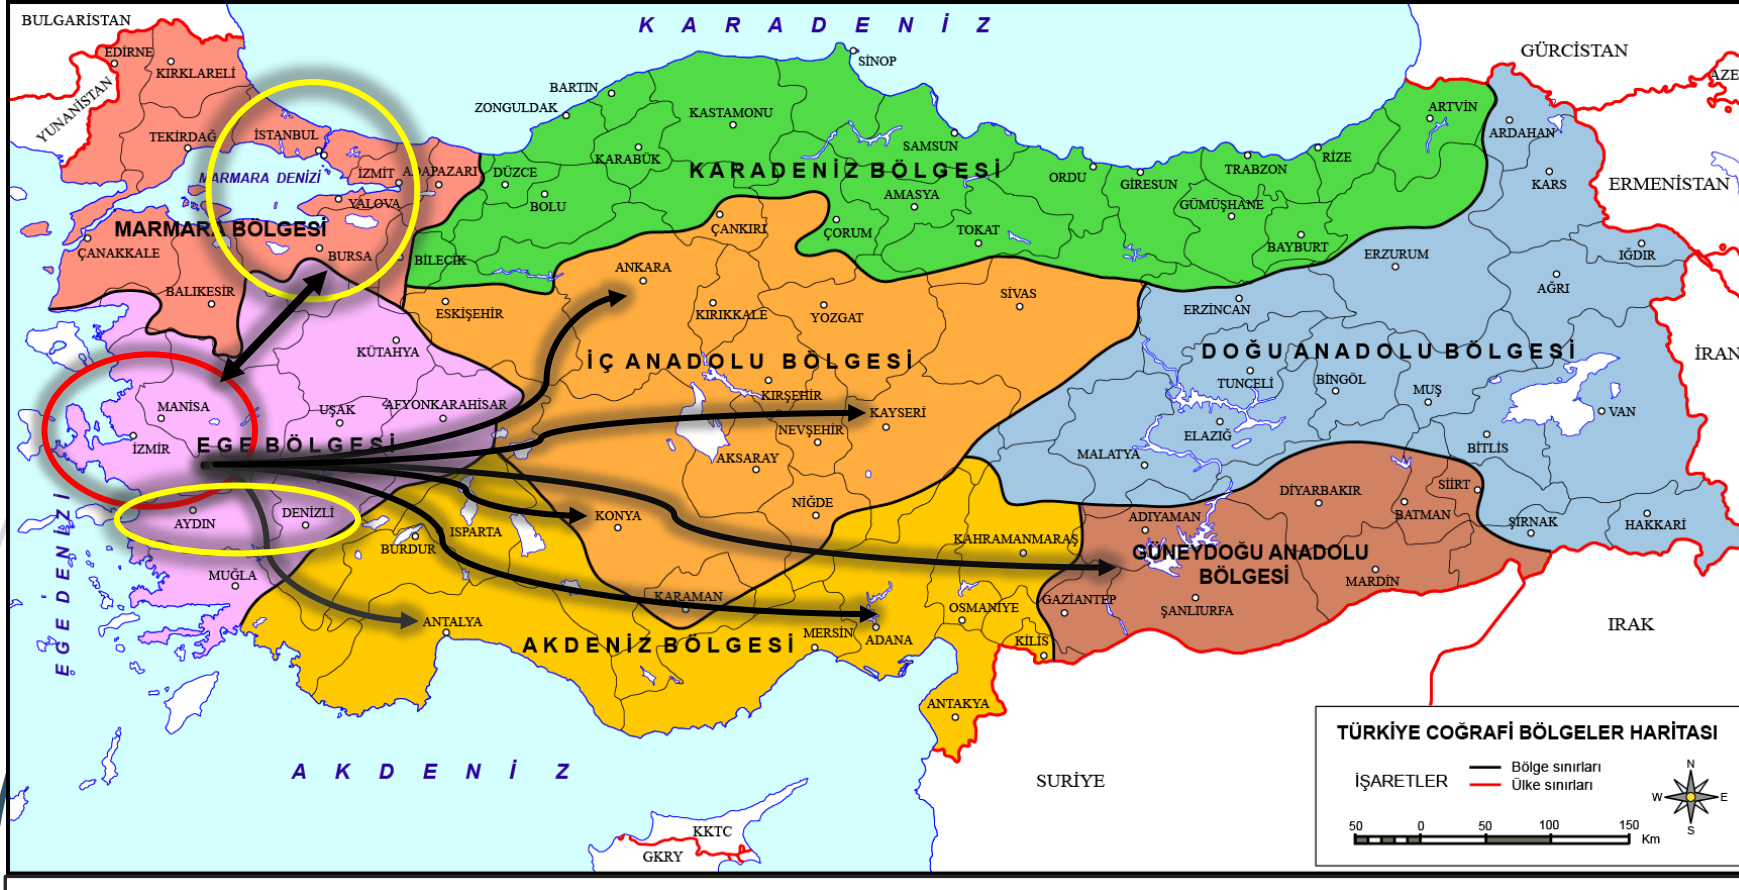 BULGARİSTAN
KARADENİZ
GÜRCİSTAN
EDİRNE
KIRKLARELİ
SİNOP
AZE
YUNANİSTAN
BARTIN
ZONGULDAK
KASTAMONU
ARTVİN
TEKİRDAĞ
İSTANBUL
KARABÜK
SAMSUN
ARDAHAN
MARMARA DENİZİ
İZMİT
ADAPAZARI
DÜZCE
KARADENİZ BÖLGESİ
ORDU
GİRESUN
TRABZON
RİZE
KARS
ERMENİSTAN
YALOVA
BOLU
AMASYA
GÜMÜŞHANE
MARMARA BÖLGESİ
ÇANKIRI
ÇORUM
TOKAT
BAYBURT
ÇANAKKALE
BURSA
BİLECİK
ANKARA
ERZURUM
IĞDIR
BALIKESİR
ESKİŞEHİR
KIRIKKALE
YOZGAT
SİVAS
ERZİNCAN
AĞRI
KÜTAHYA
İÇ ANADOLU BÖLGESİ
DOĞU ANADOLU BÖLGESİ
İRAN
TUNCELİ
BİNGÖL
MUŞ
MANİSA
UŞAK
AFYONKARAHİSAR
KIRŞEHİR
KAYSERİ
VAN
İZMİR
EGE BÖLGESİ
NEVŞEHİR
ELAZIĞ
BİTLİS
AKSARAY
MALATYA
SİİRT
EGE DENİZİ
AYDIN
DENİZLİ
ISPARTA
KONYA
NİĞDE
DİYARBAKIR
BATMAN
ŞIRNAK
HAKKARİ
BURDUR
KAHRAMANMARAŞ
ADIYAMAN
GÜNEYDOĞU ANADOLU
BÖLGESİ
MUĞLA
KARAMAN
MARDİN
GAZİANTEP
ŞANLIURFA
ANTALYA
OSMANİYE
IRAK
AKDENİZ BÖLGESİ
MERSİN
ADANA
KİLİS
ANTAKYA
AKDENİZ
SURİYE
KKTC
GKRY
TÜRKİYE COĞRAFİ BÖLGELER HARİTASI
İŞARETLER
Bölge sınırları
Ülke sınırları
N
W
E
S
50 0 50 100 150
Km